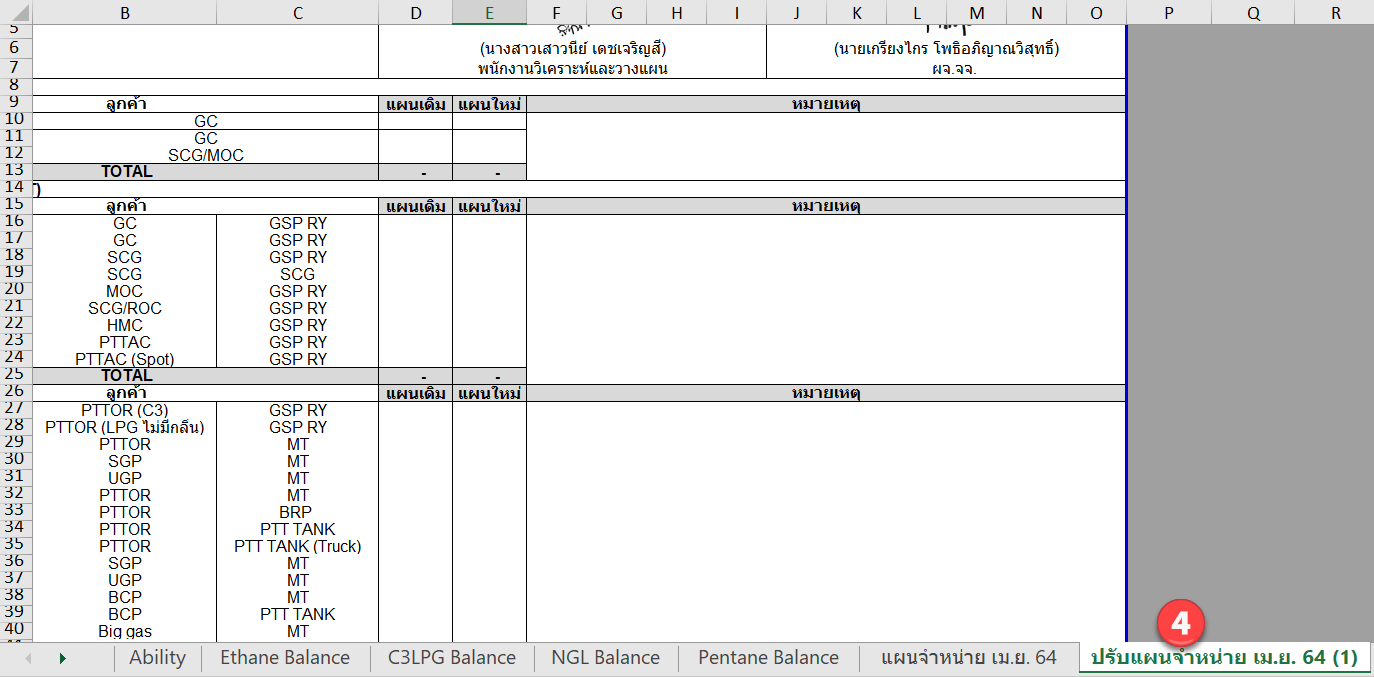 B C D E F G H I J K L M N O P Q R
5
6 (นางสาวเสาวนีย์ เดชเจริญสี) (นายเกรียงไกร โพธิอภิญาณวิสุทธิ์)
7 พนักงานวิเคราะห์และวางแผน ผจ.จจ.
8
9 ลูกค้า แผนเดิม แผนใหม่ หมายเหตุ
10 GC
11 GC
12 SCG/MOC
13 TOTAL - -
14 )
15 ลูกค้า แผนเดิม แผนใหม่ หมายเหตุ
16 GC GSP RY
17 GC GSP RY
18 SCG GSP RY
19 SCG SCG
20 MOC GSP RY
21 SCG/ROC GSP RY
22 HMC GSP RY
23 PTTAC GSP RY
24 PTTAC (Spot) GSP RY
25 TOTAL - -
26 ลูกค้า แผนเดิม แผนใหม่ หมายเหตุ
27 PTTOR (C3) GSP RY
28 PTTOR (LPG ไม่มีกลิ่น) GSP RY
29 PTTOR MT
30 SGP MT
31 UGP MT
32 PTTOR MT
33 PTTOR BRP
34 PTTOR PTT TANK
35 PTTOR PTT TANK (Truck)
36 SGP MT
37 UGP MT
38 BCP MT
39 BCP PTT TANK
40 Big gas MT
4
Ability Ethane Balance C3LPG Balance NGL Balance Pentane Balance แผนจำหน่าย เม.ย. 64 ปรับแผนจำหน่าย เม.ย. 64 (1)